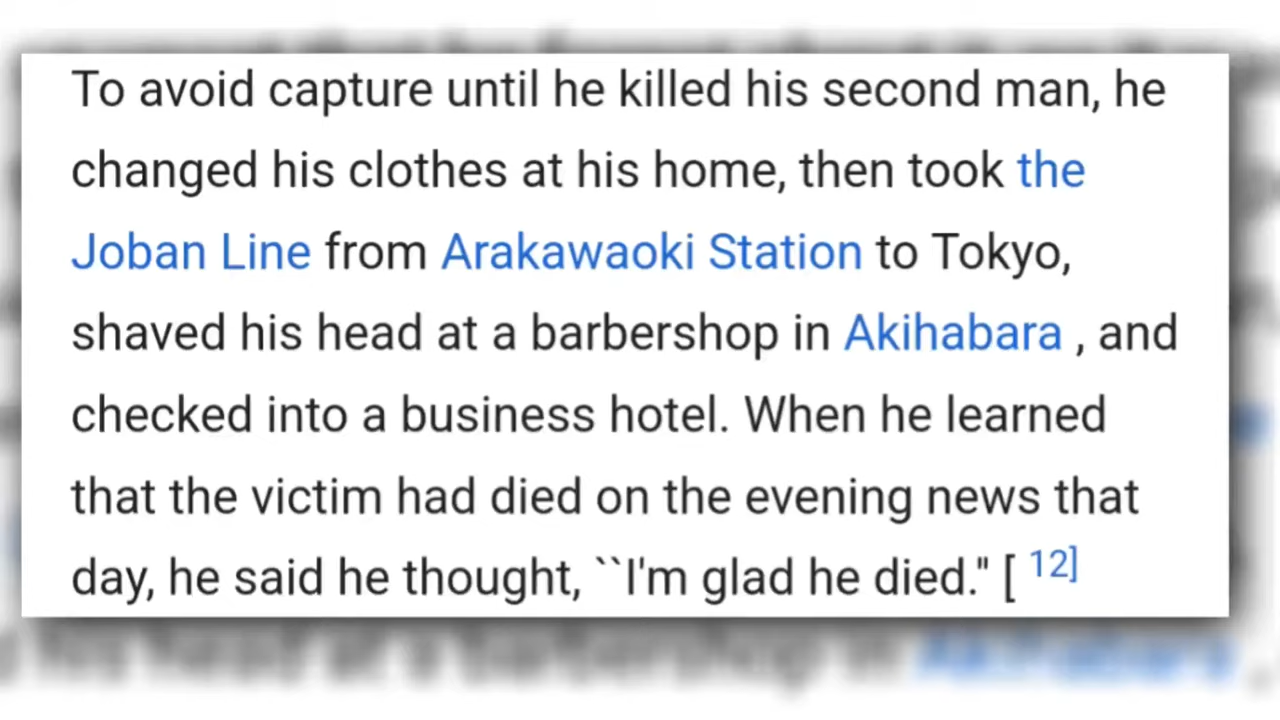 To avoid capture until he killed his second man, he
changed his clothes at his home, then took the
Joban Line from Arakawaoki Station to Tokyo,
shaved his head at a barbershop in Akihabara , and
checked into a business hotel. When he learned
that the victim had died on the evening news that
day, he said he thought, ``I'm glad he died." [ 12]